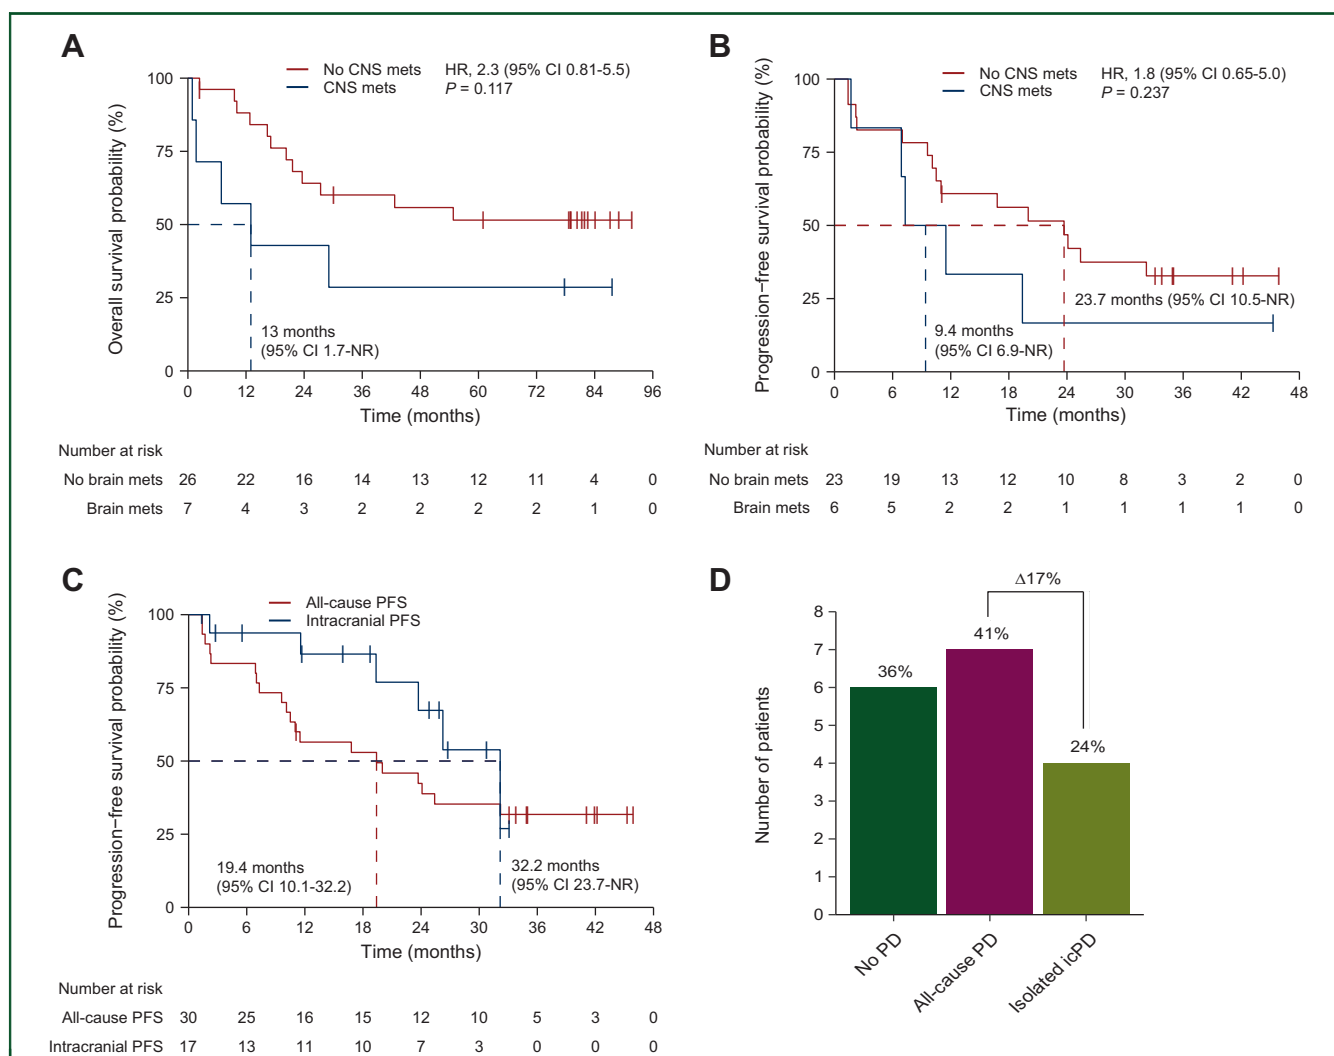 A
No CNS mets HR, 2.3 (95% CI 0.81-5.5)
CNS mets P = 0.117
Overall survival probability (%)
100
75
50
25
0
13 months
(95% CI 1.7-NR)
0 12 24 36 48 60 72 84 96
Time (months)
Number at risk
No brain mets 26 22 16 14 13 12 11 4 0
Brain mets 7 4 3 2 2 2 2 1 0
B
No CNS mets HR, 1.8 (95% CI 0.65-5.0)
CNS mets P = 0.237
Progression-free survival probability (%)
100
75
50
25
0
23.7 months (95% CI 10.5-NR)
9.4 months
(95% CI 6.9-NR)
0 6 12 18 24 30 36 42 48
Time (months)
Number at risk
No brain mets 23 19 13 12 10 8 3 2 0
Brain mets 6 5 2 2 1 1 1 1 0
C
All-cause PFS
Intracranial PFS
Progression-free survival probability (%)
100
75
50
25
0
19.4 months
(95% CI 10.1-32.2)
32.2 months
(95% CI 23.7-NR)
0 6 12 18 24 30 36 42 48
Time (months)
Number at risk
All-cause PFS 30 25 16 15 12 10 5 3 0
Intracranial PFS 17 13 11 10 7 3 0 0 0
D
Δ17%
Number of patients
8
7
6
5
4
3
2
1
0
36%
41%
24%
No PD
All-cause PD
Isolated icPD